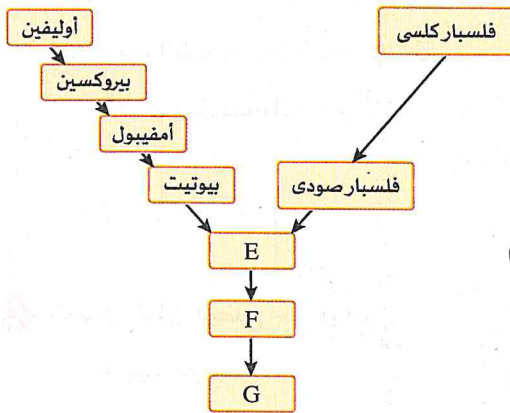 أوليفين
فلسبار كلسى
بيروكسين
أمفيبول
بيوتيت
فلسبار صودى
E
F
G